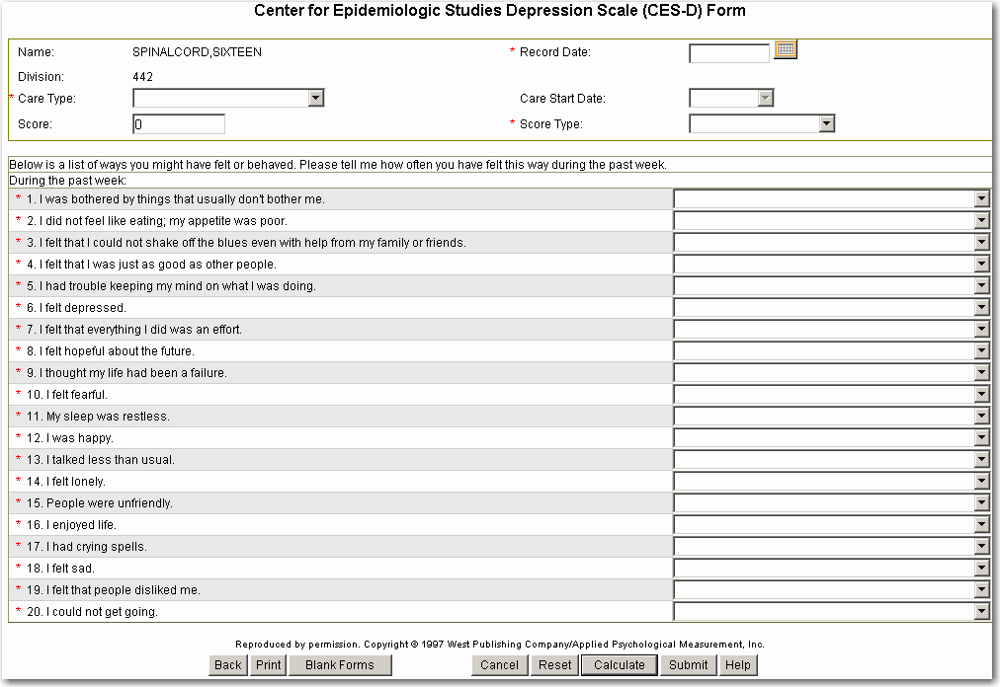 Center for Epidemiologic Studies Depression Scale (CES-D) Form
Name: SPINALCORD,SIXTEEN * Record Date:
Division: 442
* Care Type: Care Start Date:
Score: 0 * Score Type:
Below is a list of ways you might have felt or behaved. Please tell me how often you have felt this way during the past week.
During the past week:
* 1. I was bothered by things that usually don't bother me.
* 2. I did not feel like eating; my appetite was poor.
* 3. I felt that I could not shake off the blues even with help from my family or friends.
* 4. I felt that I was just as good as other people.
* 5. I had trouble keeping my mind on what I was doing.
* 6. I felt depressed.
* 7. I felt that everything I did was an effort.
* 8. I felt hopeful about the future.
* 9. I thought my life had been a failure.
* 10. I felt fearful.
* 11. My sleep was restless.
* 12. I was happy.
* 13. I talked less than usual.
* 14. I felt lonely.
* 15. People were unfriendly.
* 16. I enjoyed life.
* 17. I had crying spells.
* 18. I felt sad.
* 19. I felt that people disliked me.
* 20. I could not get going.
Reproduced by permission. Copyright © 1997 West Publishing Company/Applied Psychological Measurement, Inc.
Back Print Blank Forms Cancel Reset Calculate Submit Help